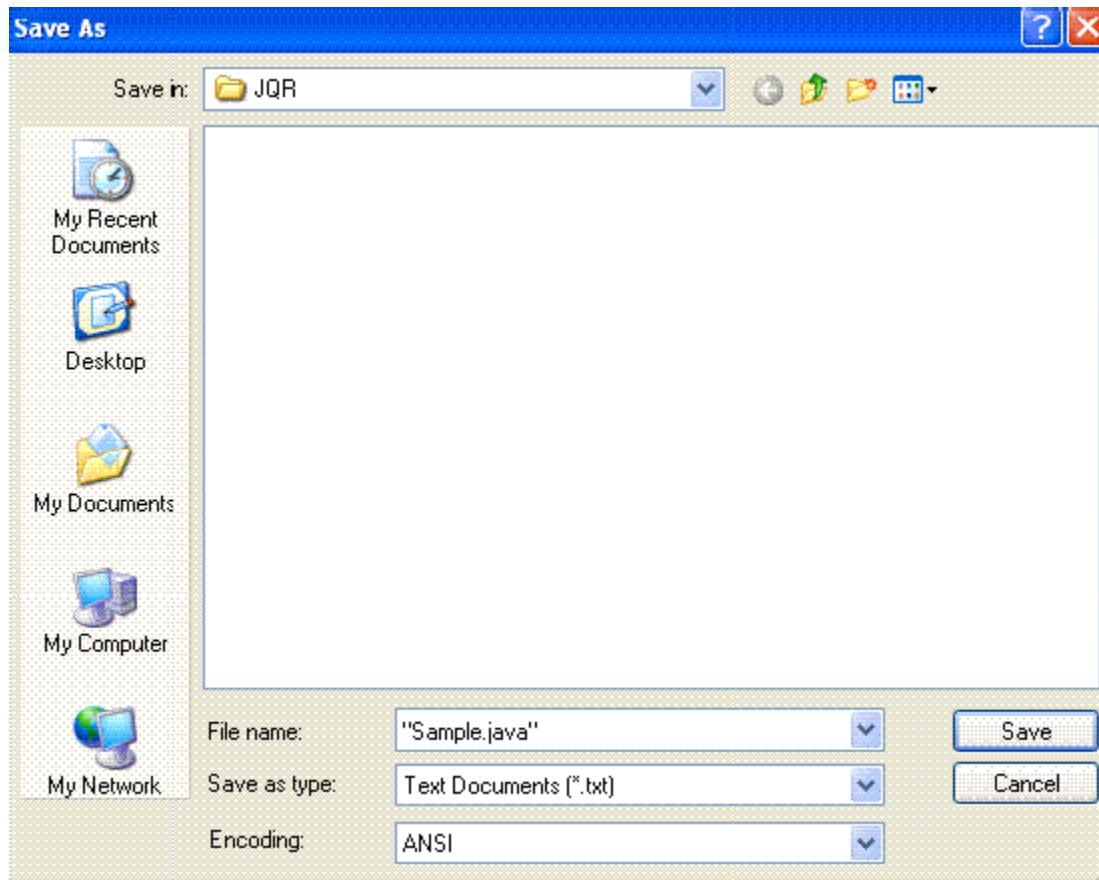 Save As
Save in:
JQR
My Recent
Documents
Desktop
My Documents
My Computer
My Network
File name:
"Sample.java"
Save
Save as type:
Text Documents (*.txt)
Cancel
Encoding:
ANSI